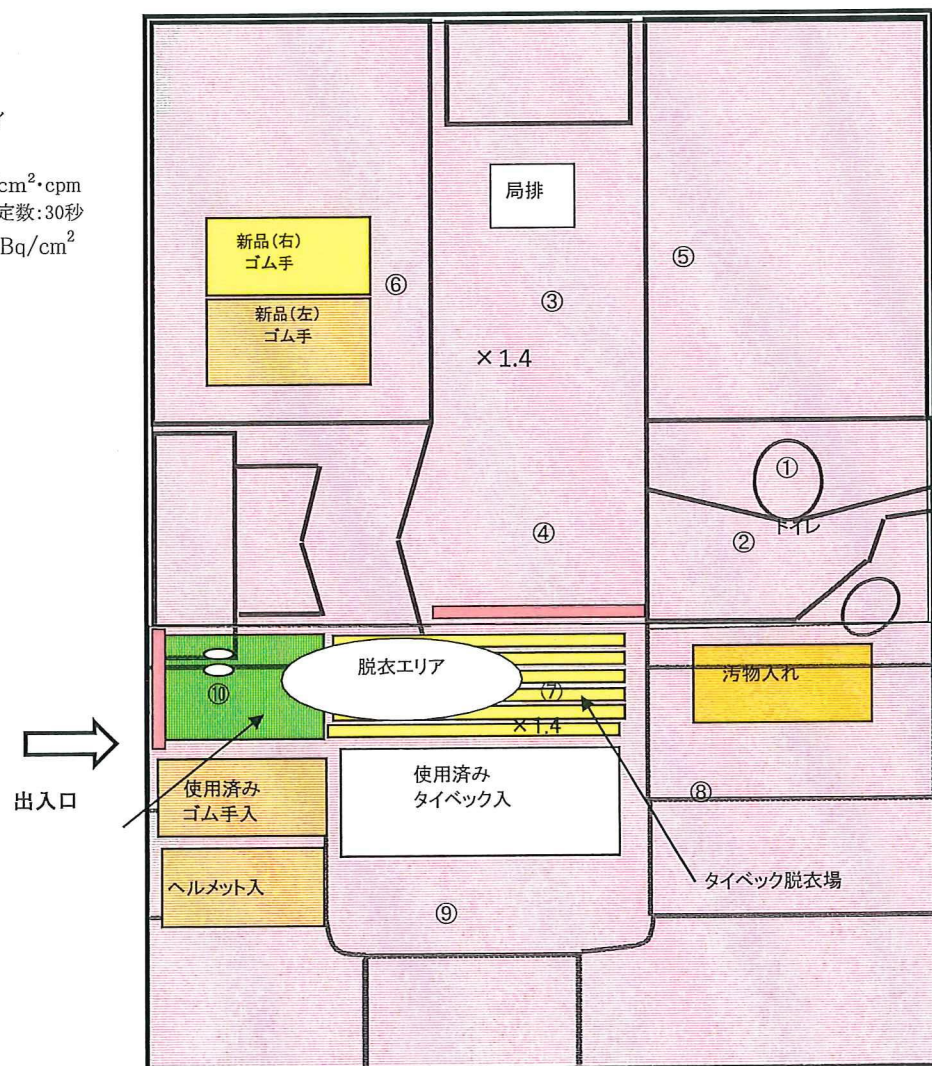 cm²・cpm
定数:30秒
Bq/cm²
局排
新品(右)
ゴム手
新品(左)
ゴム手
⑥
③
⑤
×1.4
①
トイレ
④
②
脱衣エリア
⑦
⑩
×1.4
汚物入れ
出入口
使用済み
ゴム手入
使用済み
タイベック入
⑧
ヘルメット入
タイベック脱衣場
⑨